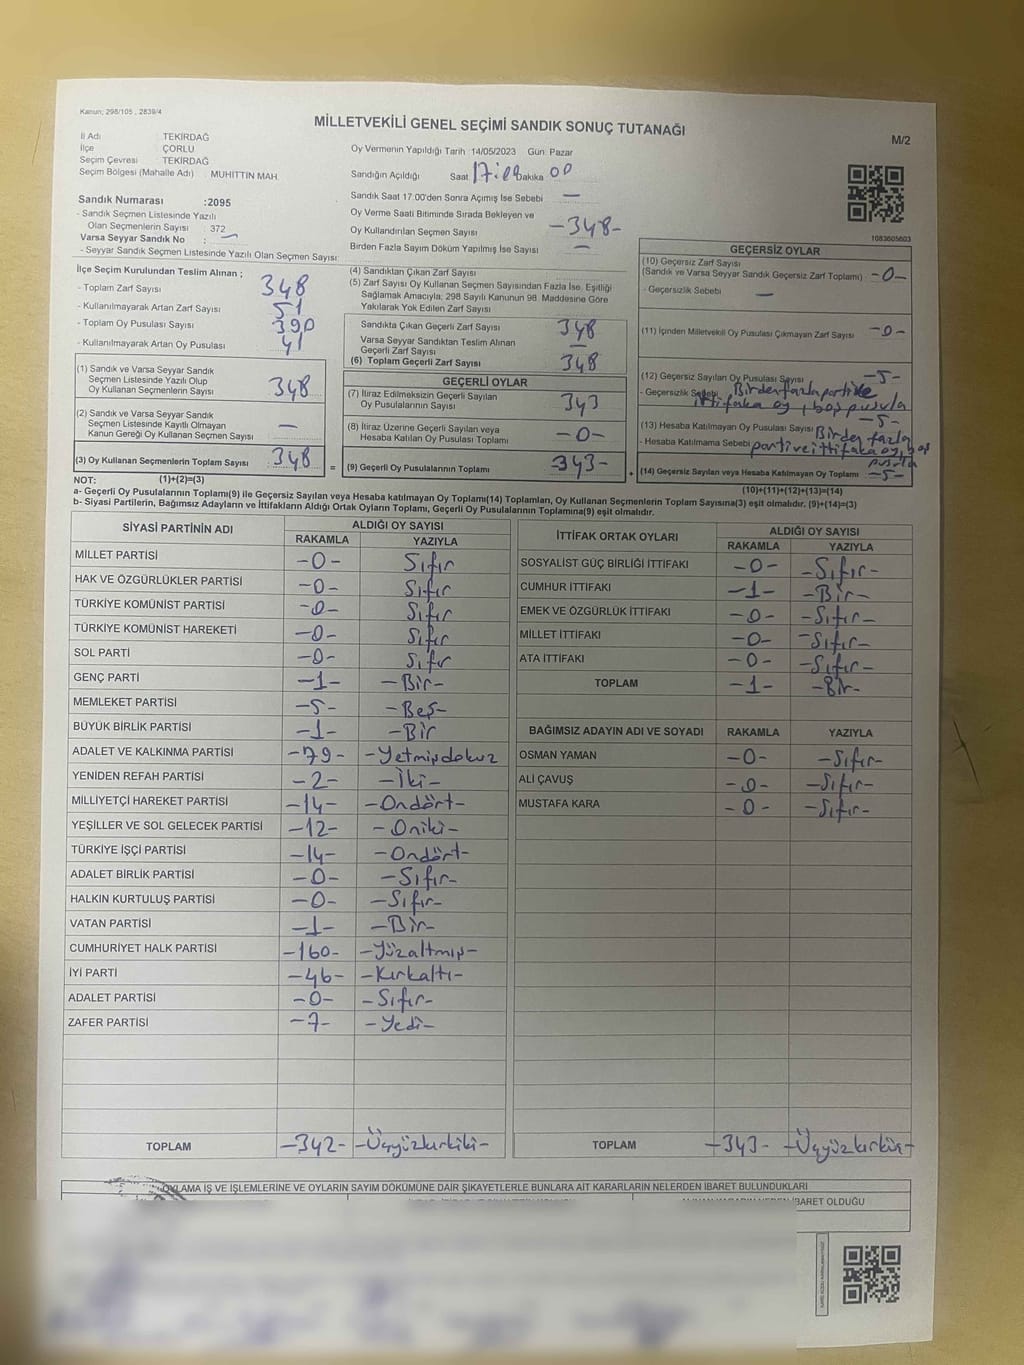 Kanun; 298/105 , 2839/4
MİLLETVEKİLİ GENEL SEÇİMİ SANDIK SONUÇ TUTANAĞI
M/2
İl Adı TEKİRDAĞ
İlçe ÇORLU
Seçim Çevresi TEKİRDAĞ
Seçim Bölgesi (Mahalle Adı) MUHİTTİN MAH.
Oy Vermenin Yapıldığı Tarih :14/05/2023 Gün: Pazar
Sandığın Açıldığı Saat Dakika 00
Sandık Saat 17:00'den Sonra Açılmış İse Sebebi —
Oy Verme Saati Bitiminde Sırada Bekleyen ve
Oy Kullandırılan Seçmen Sayısı -348-
Birden Fazla Sayım Döküm Yapılmış İse Sayısı —
1083605603
Sandık Numarası :2095
- Sandık Seçmen Listesinde Yazılı
Olan Seçmenlerin Sayısı 372
Varsa Seyyar Sandık No : —
- Seyyar Sandık Seçmen Listesinde Yazılı Olan Seçmen Sayısı:
İlçe Seçim Kurulundan Teslim Alınan ;
- Toplam Zarf Sayısı 348
- Kullanılmayarak Artan Zarf Sayısı 51
- Toplam Oy Pusulası Sayısı 390
- Kullanılmayarak Artan Oy Pusulası 41
(1) Sandık ve Varsa Seyyar Sandık
Seçmen Listesinde Yazılı Olup
Oy Kullanan Seçmenlerin Sayısı 348
(2) Sandık ve Varsa Seyyar Sandık
Seçmen Listesinde Kayıtlı Olmayan
Kanun Gereği Oy Kullanan Seçmen Sayısı —
(3) Oy Kullanan Seçmenlerin Toplam Sayısı 348 =
(1)+(2)=(3)
(4) Sandıktan Çıkan Zarf Sayısı
(5) Zarf Sayısı Oy Kullanan Seçmen Sayısından Fazla İse, Eşitliği
Sağlamak Amacıyla; 298 Sayılı Kanunun 98. Maddesine Göre
Yakılarak Yok Edilen Zarf Sayısı
Sandıkta Çıkan Geçerli Zarf Sayısı 348
Varsa Seyyar Sandıktan Teslim Alınan
Geçerli Zarf Sayısı —
(6) Toplam Geçerli Zarf Sayısı 348
GEÇERLİ OYLAR
(7) İtiraz Edilmeksizin Geçerli Sayılan
Oy Pusulalarının Sayısı 343
(8) İtiraz Üzerine Geçerli Sayılan veya
Hesaba Katılan Oy Pusulası Toplamı -0-
(9) Geçerli Oy Pusulalarının Toplamı -343- +
GEÇERSİZ OYLAR
(10) Geçersiz Zarf Sayısı
(Sandık ve Varsa Seyyar Sandık Geçersiz Zarf Toplamı) -0-
- Geçersizlik Sebebi —
(11) İçinden Milletvekili Oy Pusulası Çıkmayan Zarf Sayısı -0-
(12) Geçersiz Sayılan Oy Pusulası Sayısı -5-
- Geçersizlik Sebebi Birden fazla partiye
ittifaka oy, boş pusula
-5-
(13) Hesaba Katılmayan Oy Pusulası Sayısı Birden fazla
- Hesaba Katılmama Sebebi parti ve ittifaka oy, boş
pusula
(14) Geçersiz Sayılan veya Hesaba Katılmayan Oy Toplamı -5-
(10)+(11)+(12)+(13)=(14)
NOT:
a- Geçerli Oy Pusulalarının Toplamı(9) ile Geçersiz Sayılan veya Hesaba katılmayan Oy Toplamı(14) Toplamları, Oy Kullanan Seçmenlerin Toplam Sayısına(3) eşit olmalıdır. (9)+(14)=(3)
b- Siyasi Partilerin, Bağımsız Adayların ve İttifakların Aldığı Ortak Oyların Toplamı, Geçerli Oy Pusulalarının Toplamına(9) eşit olmalıdır.
SİYASİ PARTİNİN ADI ALDIĞI OY SAYISI
RAKAMLA YAZIYLA
MİLLET PARTİSİ -0- Sıfır
HAK VE ÖZGÜRLÜKLER PARTİSİ -0- Sıfır
TÜRKİYE KOMÜNİST PARTİSİ -0- Sıfır
TÜRKİYE KOMÜNİST HAREKETİ -0- Sıfır
SOL PARTİ -0- Sıfır
GENÇ PARTİ -1- -Bir-
MEMLEKET PARTİSİ -5- -Beş-
BÜYÜK BİRLİK PARTİSİ -1- -Bir
ADALET VE KALKINMA PARTİSİ -79- -Yetmişdokuz
YENİDEN REFAH PARTİSİ -2- -İki-
MİLLİYETÇİ HAREKET PARTİSİ -14- -Ondört-
YEŞİLLER VE SOL GELECEK PARTİSİ -12- -Oniki-
TÜRKİYE İŞÇİ PARTİSİ -14- -Ondört-
ADALET BİRLİK PARTİSİ -0- -Sıfır-
HALKIN KURTULUŞ PARTİSİ -0- -Sıfır-
VATAN PARTİSİ -1- -Bir-
CUMHURİYET HALK PARTİSİ -160- -Yüzaltmış-
İYİ PARTİ -46- -Kırkaltı-
ADALET PARTİSİ -0- -Sıfır-
ZAFER PARTİSİ -7- -Yedi-
TOPLAM -342- -Üçyüzkırkiki-
İTTİFAK ORTAK OYLARI ALDIĞI OY SAYISI
RAKAMLA YAZIYLA
SOSYALİST GÜÇ BİRLİĞİ İTTİFAKI -0- -Sıfır-
CUMHUR İTTİFAKI -1- -Bir-
EMEK VE ÖZGÜRLÜK İTTİFAKI -0- -Sıfır-
MİLLET İTTİFAKI -0- -Sıfır-
ATA İTTİFAKI -0- -Sıfır-
TOPLAM -1- -Bir-
BAĞIMSIZ ADAYIN ADI VE SOYADI RAKAMLA YAZIYLA
OSMAN YAMAN -0- -Sıfır-
ALİ ÇAVUŞ -0- -Sıfır-
MUSTAFA KARA -0- -Sıfır-
TOPLAM -343- -Üçyüzkırküç-
OYLAMA İŞ VE İŞLEMLERİNE VE OYLARIN SAYIM DÖKÜMÜNE DAİR ŞİKAYETLERLE BUNLARA AİT KARARLARIN NELERDEN İBARET BULUNDUKLARI
İBARET OLDUĞU